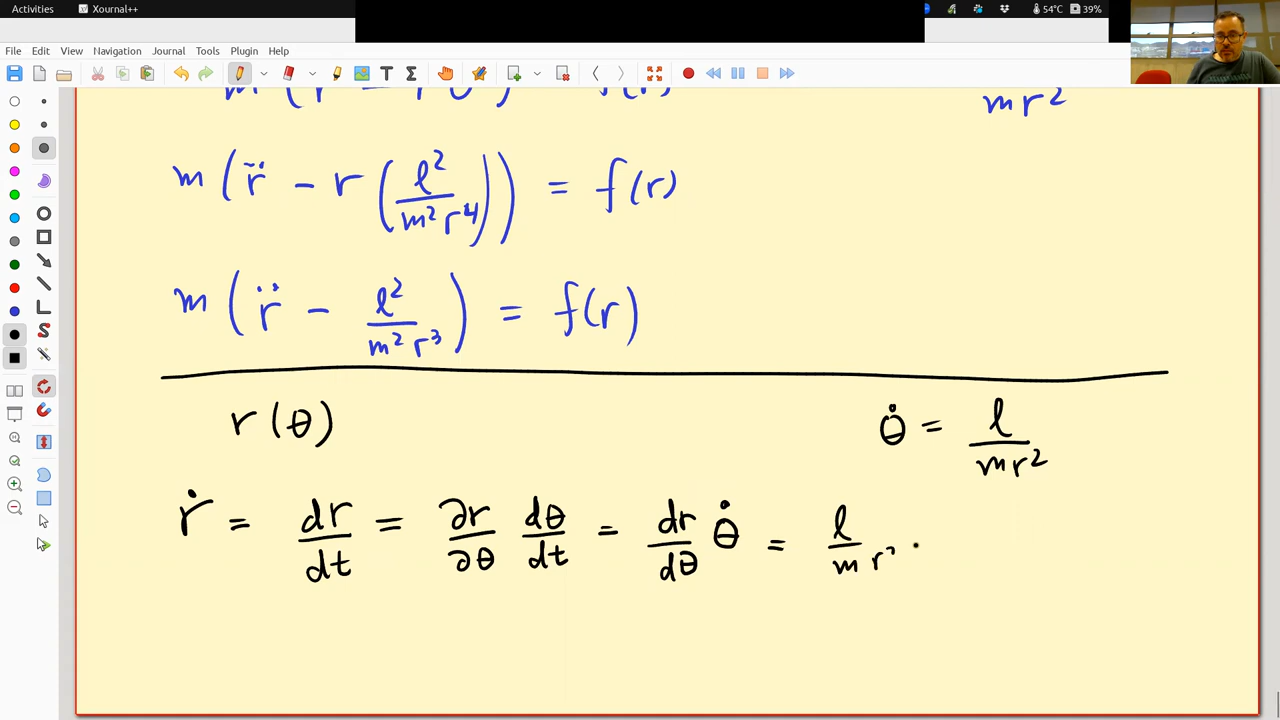 Activities Xournal++ 54°C 39%
File Edit View Navigation Journal Tools Plugin Help
mr²
m(r̈ - r(l²/m²r⁴)) = f(r)
m(r̈ - l²/m²r³) = f(r)
r(θ) θ̇ = l/mr²
ṙ = dr/dt = ∂r/∂θ dθ/dt = dr/dθ θ̇ = l/mr²